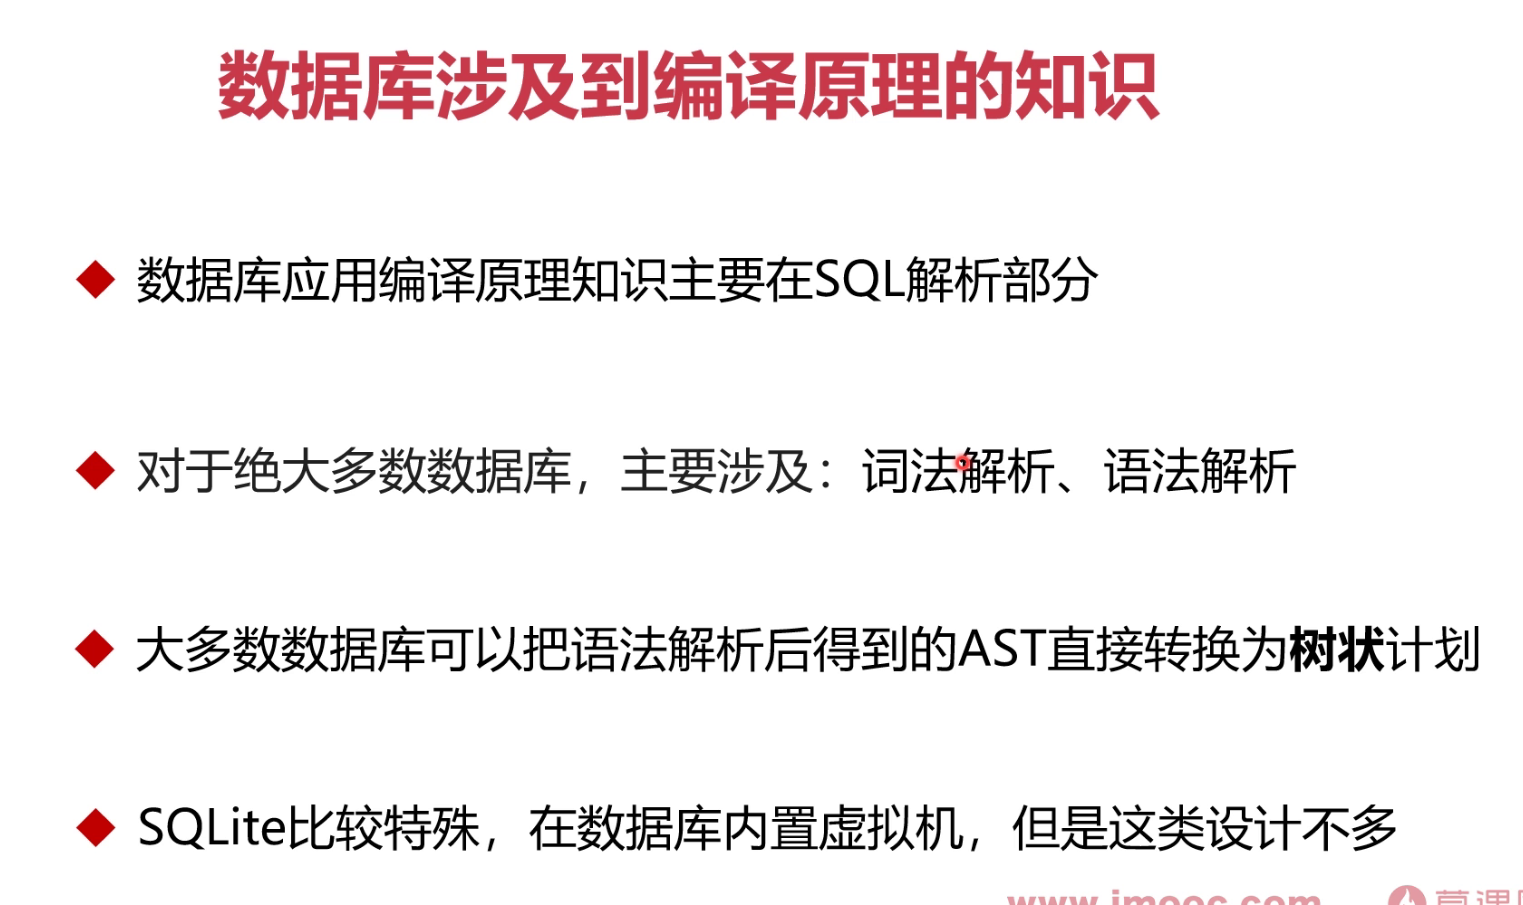 数据库涉及到编译原理的知识
数据库应用编译原理知识主要在SQL解析部分
对于绝大多数数据库，主要涉及：词法解析、语法解析
大多数数据库可以把语法解析后得到的AST直接转换为树状计划
SQLite比较特殊，在数据库内置虚拟机，但是这类设计不多
www.imooc.com